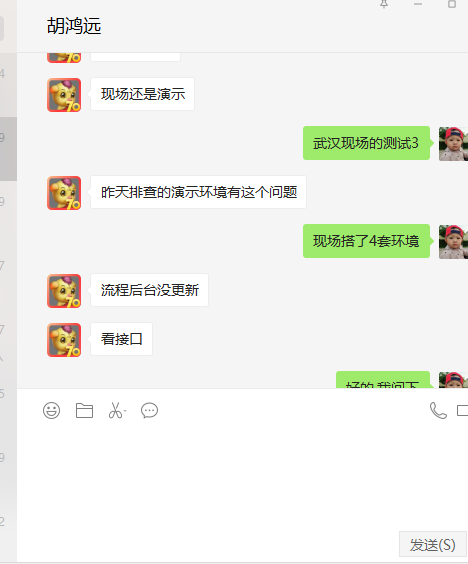 胡鸿远
现场还是演示
武汉现场的测试3
昨天排查的演示环境有这个问题
现场搭了4套环境
流程后台没更新
看接口
好的 我问下
发送(S)